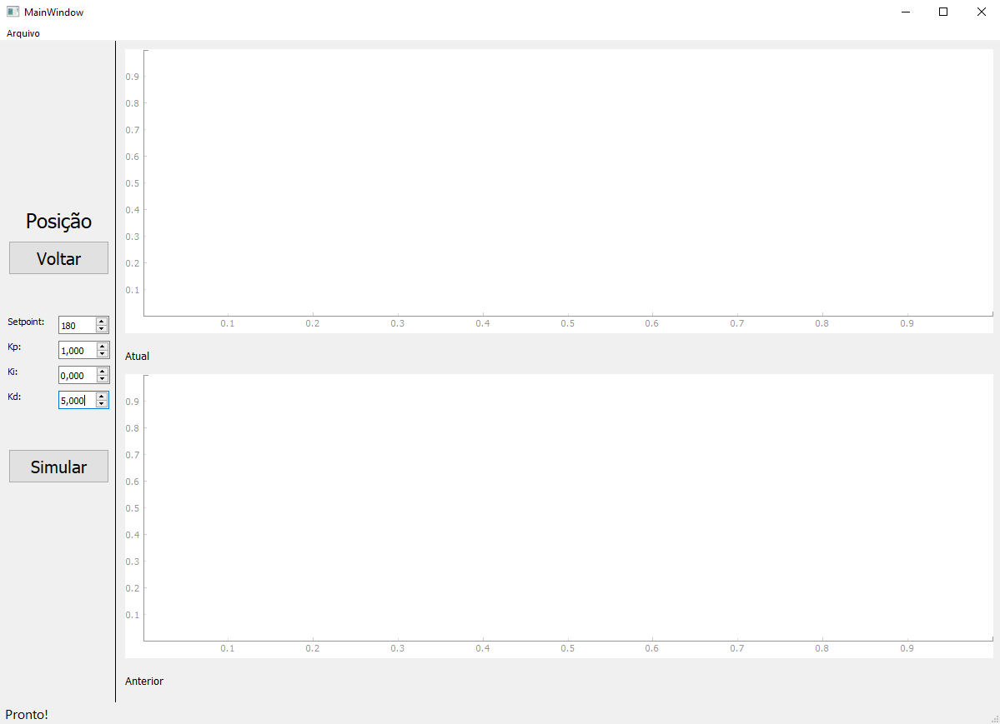 MainWindow
Arquivo
Posição
Voltar
Setpoint: 180
Kp: 1,000
Ki: 0,000
Kd: 5,000
Simular
0.9
0.8
0.7
0.6
0.5
0.4
0.3
0.2
0.1
0.1 0.2 0.3 0.4 0.5 0.6 0.7 0.8 0.9
Atual
0.9
0.8
0.7
0.6
0.5
0.4
0.3
0.2
0.1
0.1 0.2 0.3 0.4 0.5 0.6 0.7 0.8 0.9
Anterior
Pronto!